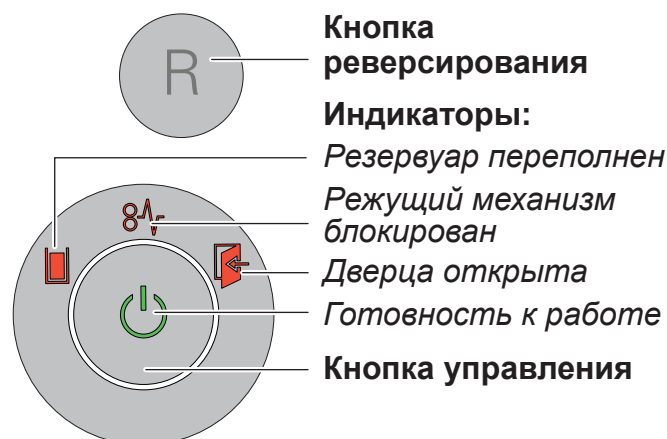 R
Кнопка
реверсирования
Индикаторы:
Резервуар переполнен
Режущий механизм
блокирован
Дверца открыта
Готовность к работе
Кнопка управления